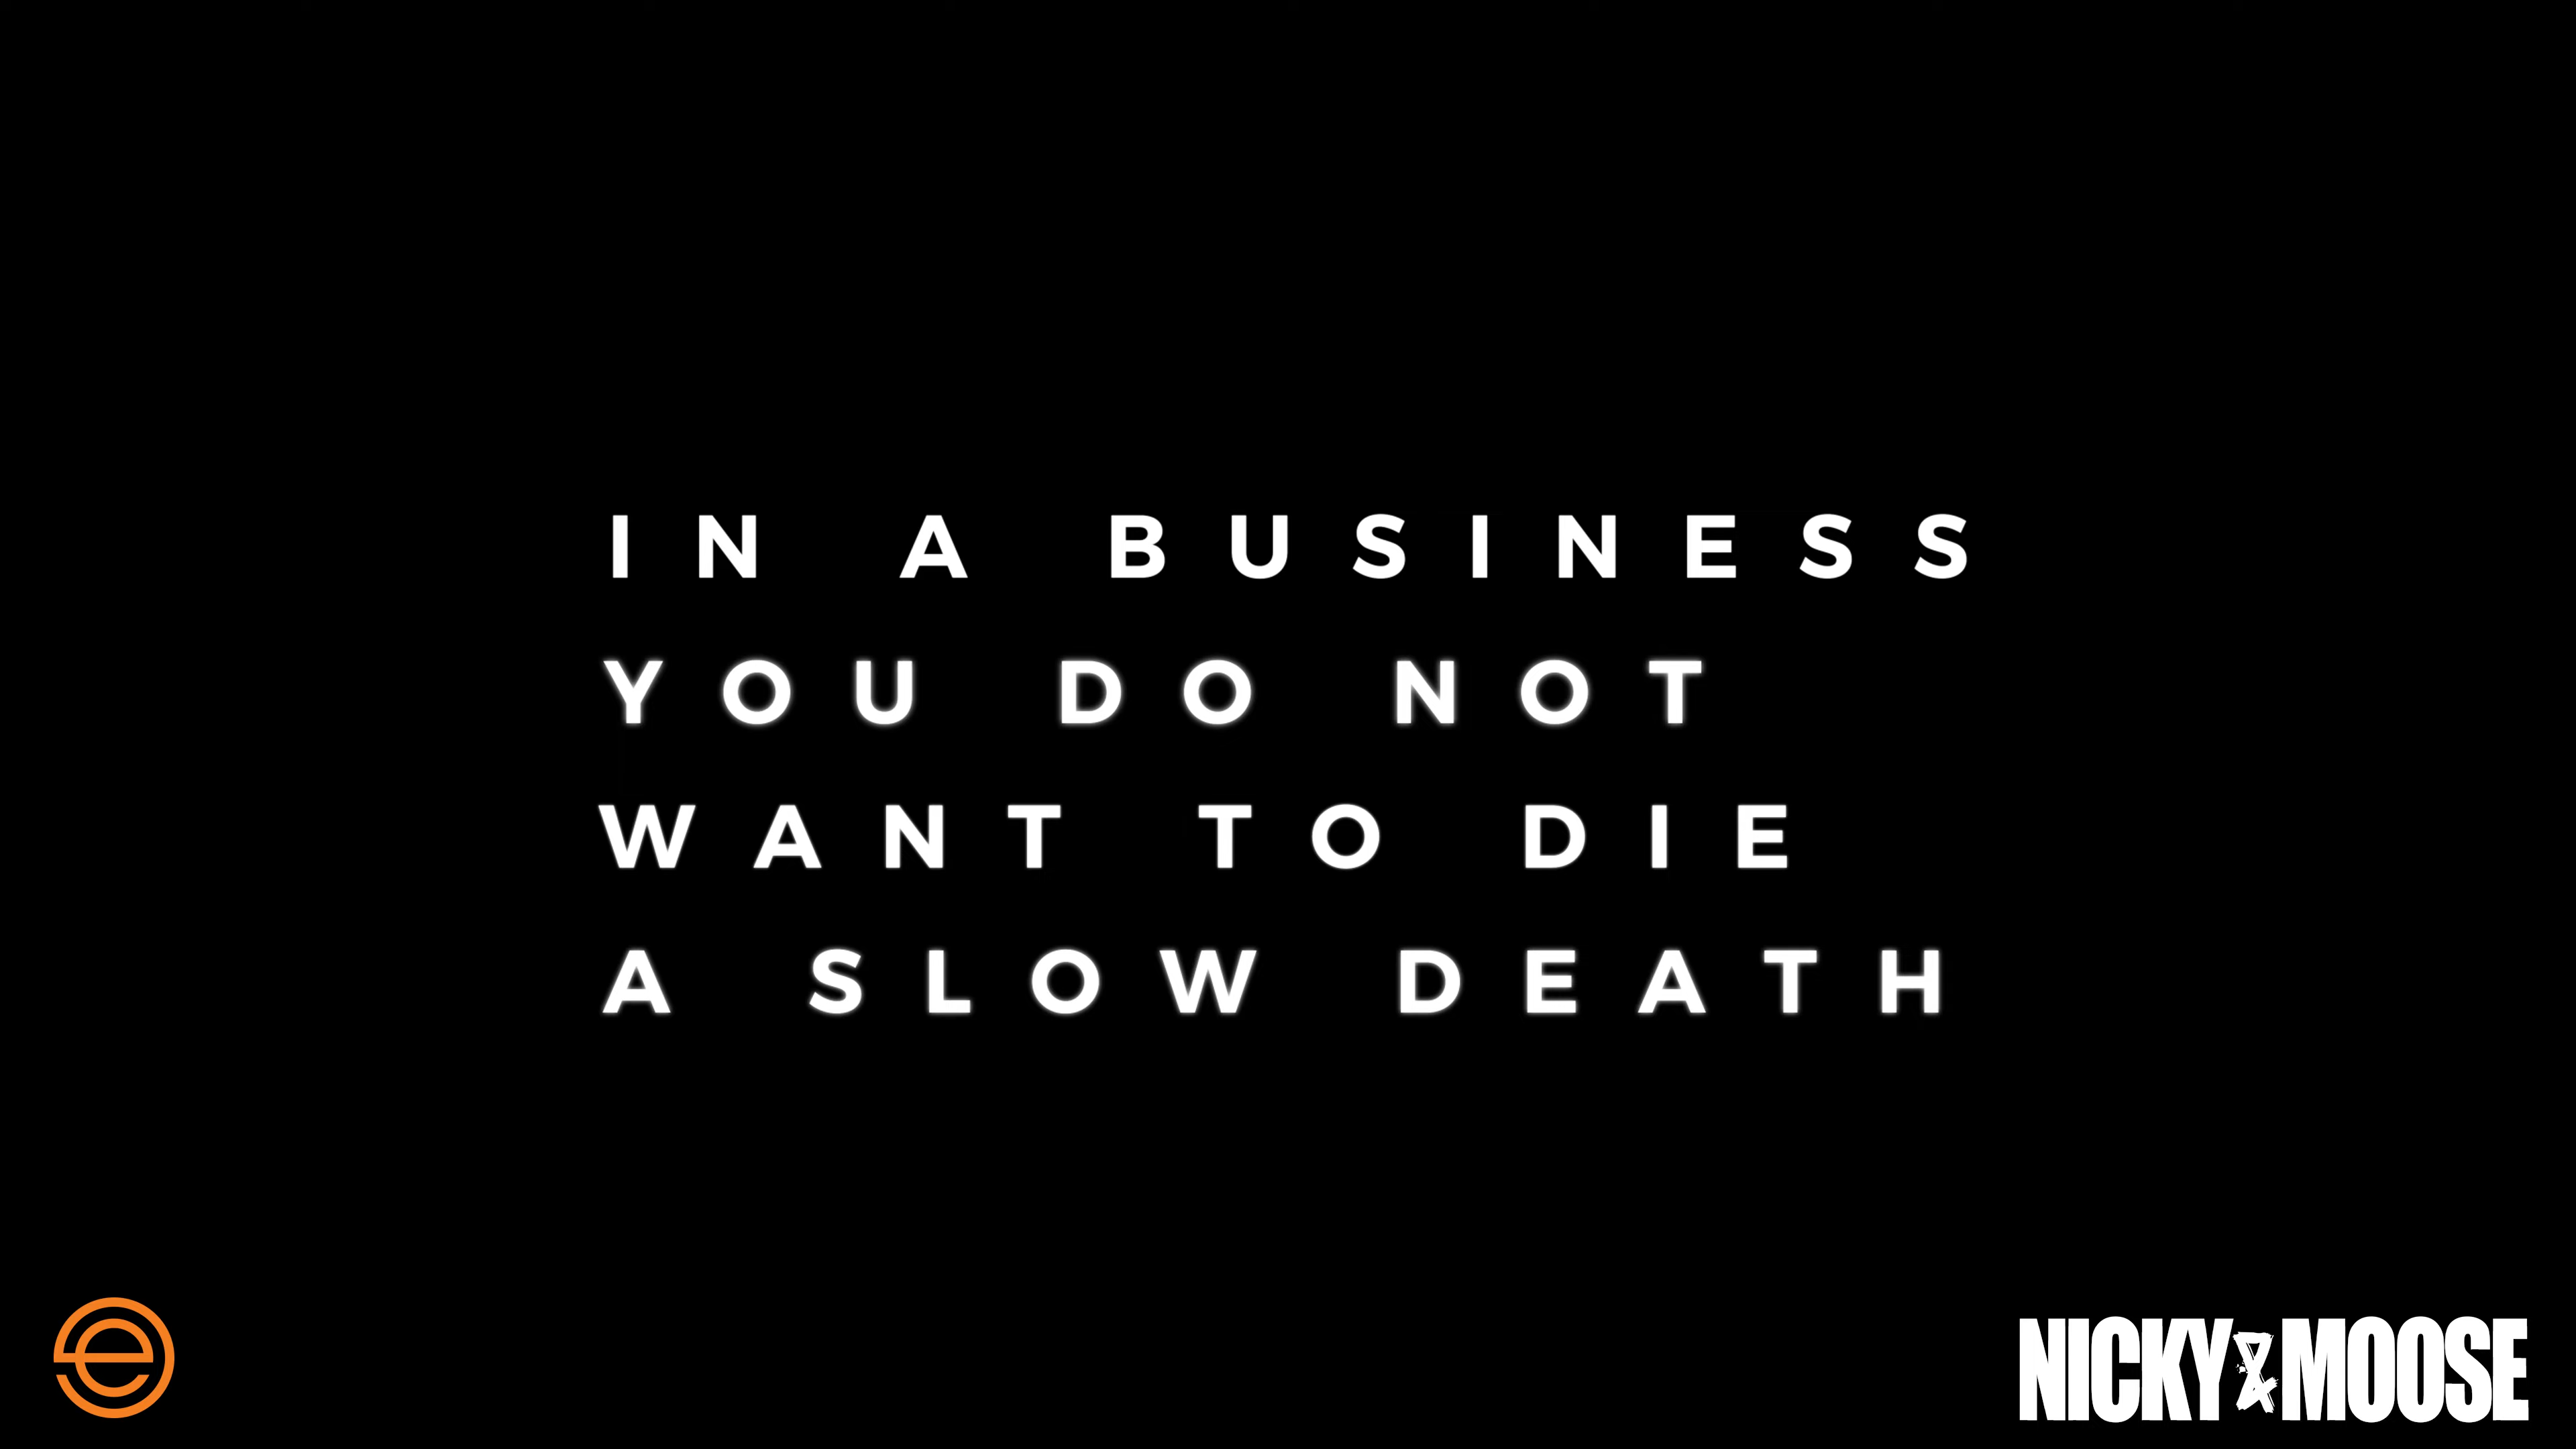 IN A BUSINESS
YOU DO NOT
WANT TO DIE
A SLOW DEATH
e
NICKY&MOOSE